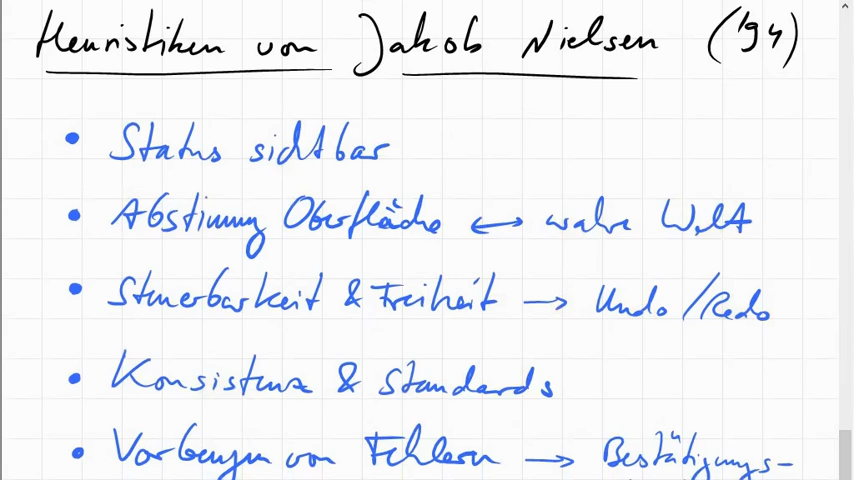 Heuristiken von Jakob Nielsen ('94)
• Status sichtbar
• Abstimmung Oberfläche ↔ wahre Welt
• Steuerbarkeit & Freiheit → Undo/Redo
• Konsistenz & Standards
• Vorbeugen von Fehlern → Bestätigungs-